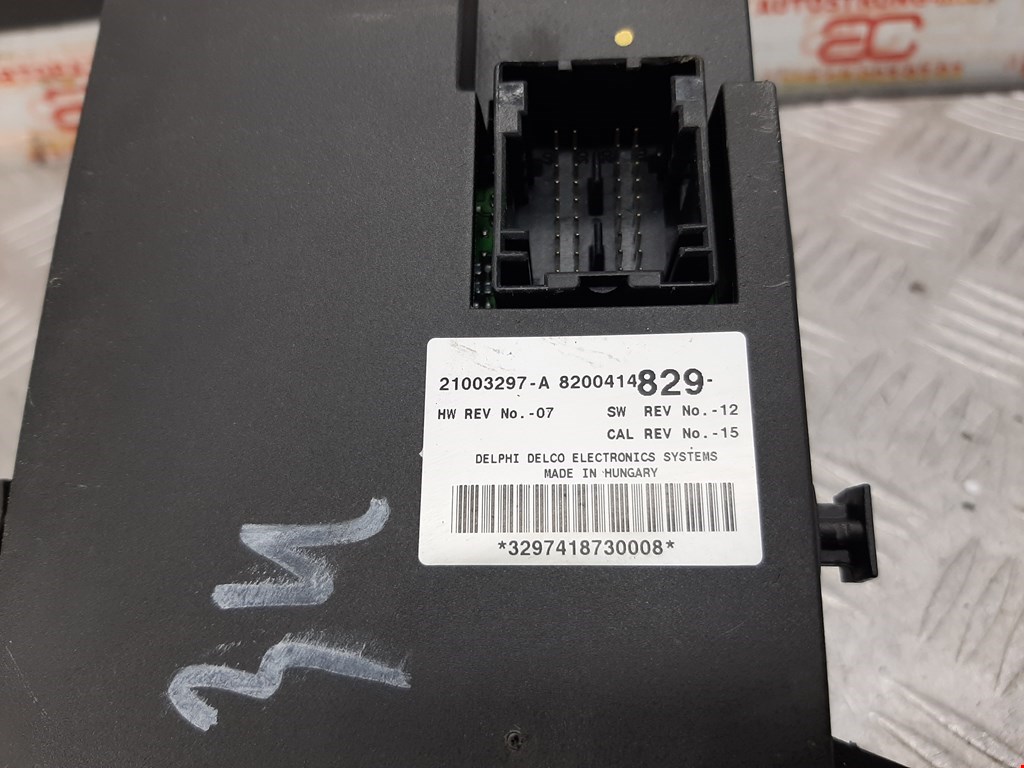 21003297-A 8200414829-
HW REV No.-07 SW REV No.-12
CAL REV No.-15
DELPHI DELCO ELECTRONICS SYSTEMS
MADE IN HUNGARY
*3297418730008*